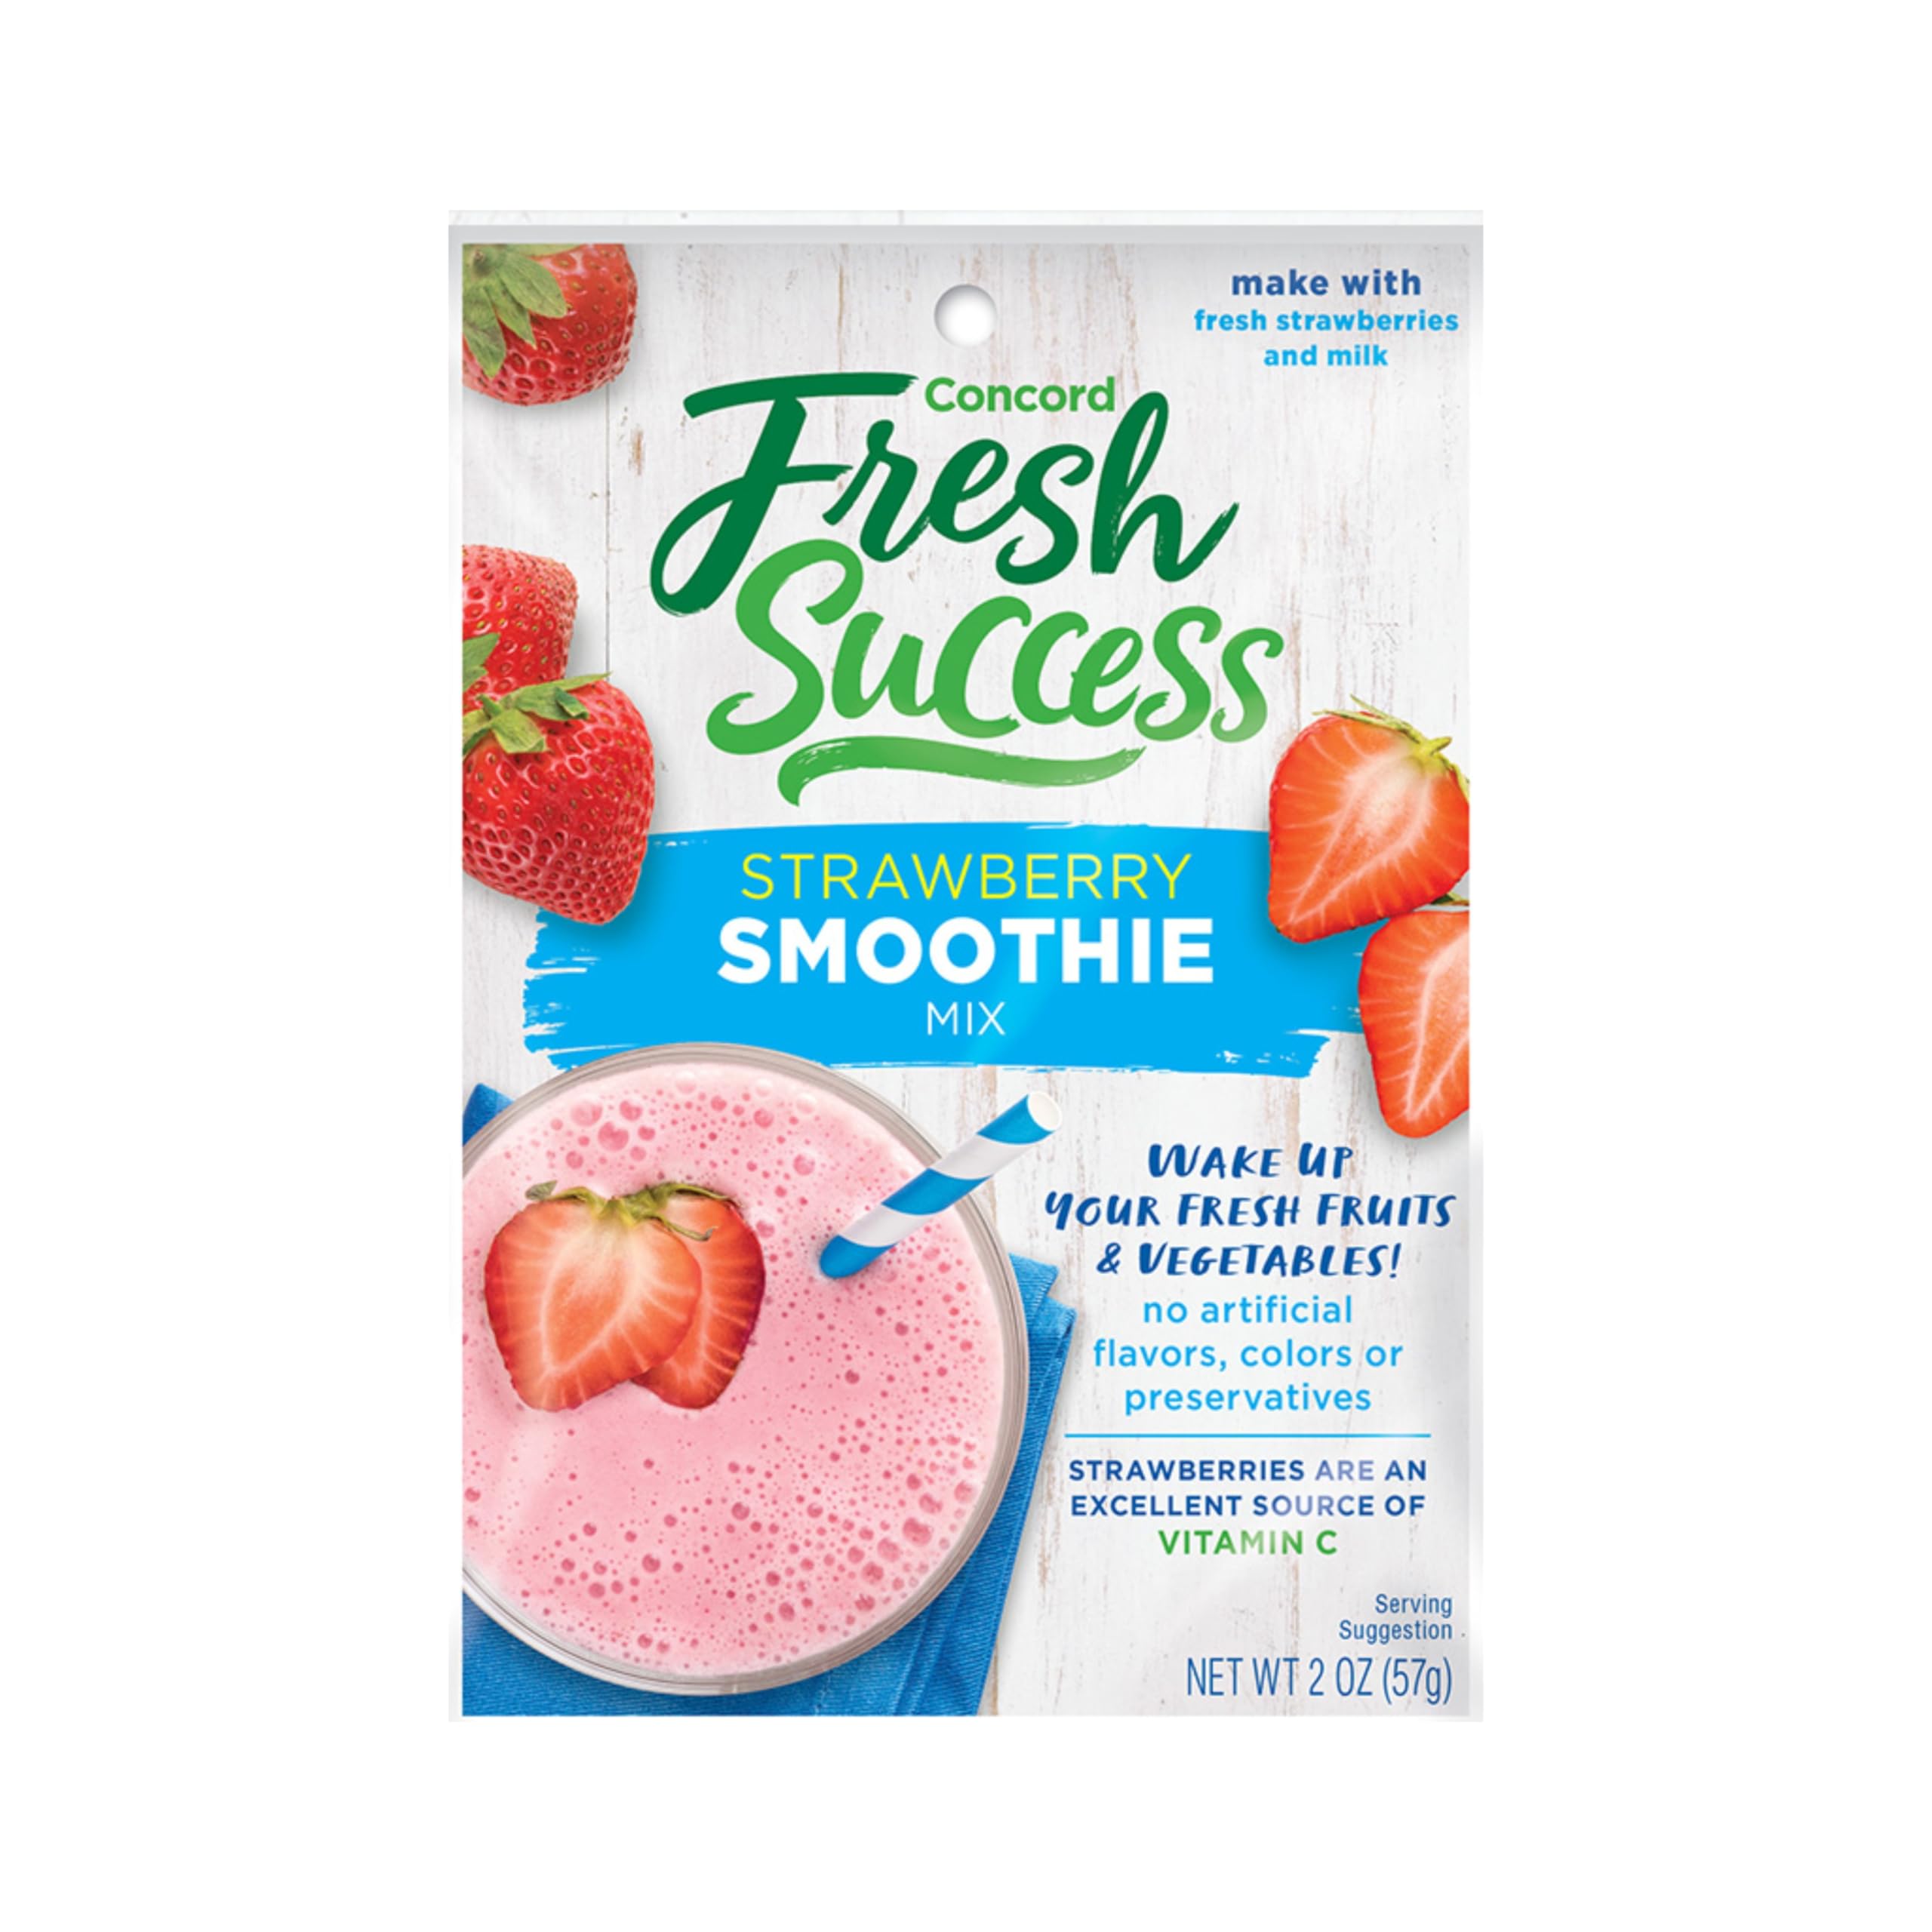 make with
fresh strawberries
and milk
Concord
Fresh
Success
STRAWBERRY
SMOOTHIE
MIX
WAKE UP
YOUR FRESH FRUITS
& VEGETABLES!
no artificial
flavors, colors or
preservatives
STRAWBERRIES ARE AN
EXCELLENT SOURCE OF
VITAMIN C
Serving
Suggestion
NET WT 2 OZ (57g)